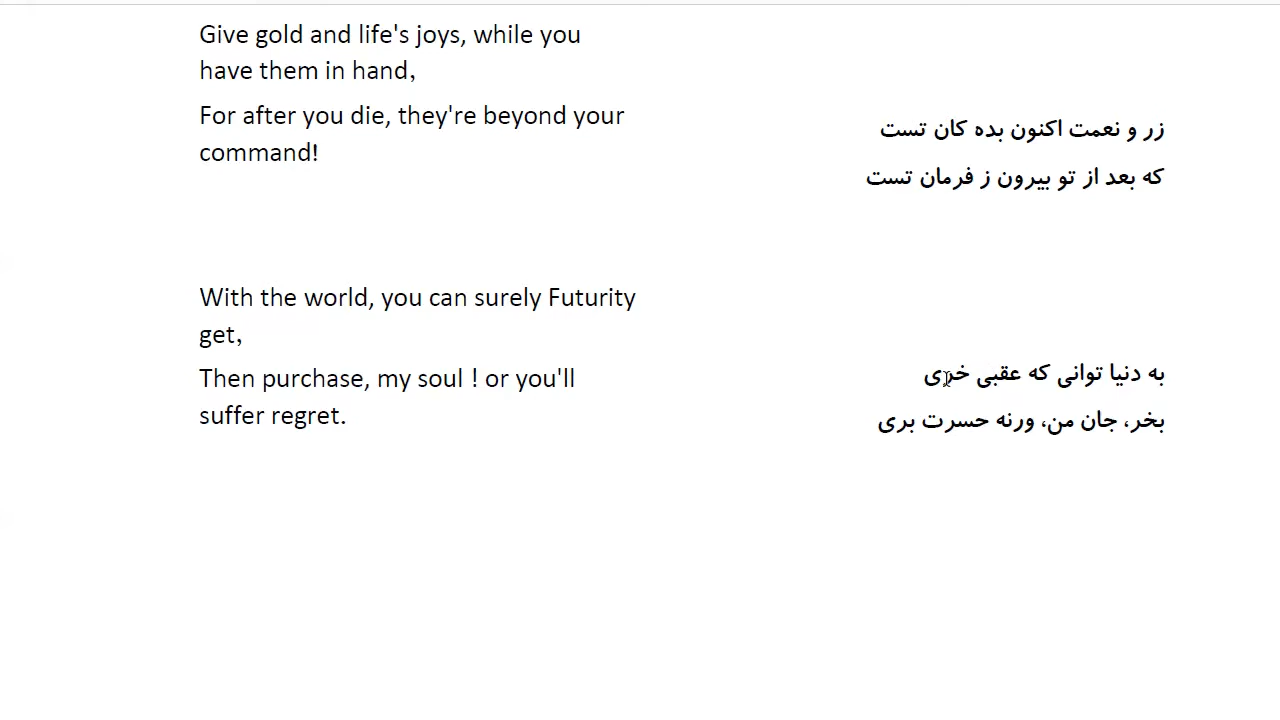 Give gold and life's joys, while you
have them in hand,
For after you die, they're beyond your
command!
زر و نعمت اکنون بده کان تست
که بعد از تو بیرون ز فرمان تست
With the world, you can surely Futurity
get,
Then purchase, my soul ! or you'll
suffer regret.
به دنیا توانی که عقبی خری
بخر، جان من، ورنه حسرت بری